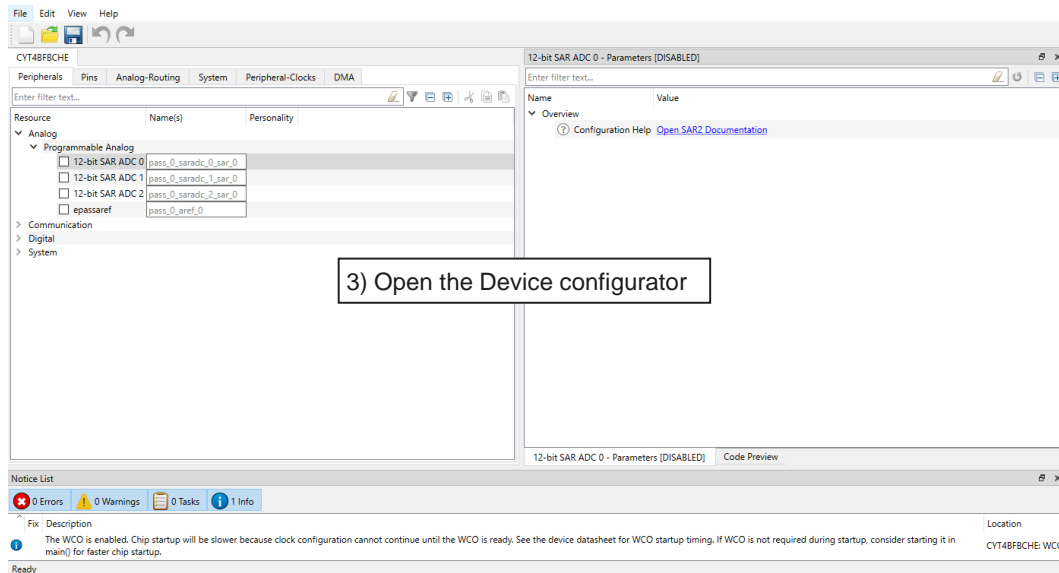 File Edit View Help
CYT4BFBCHE
Peripherals Pins Analog-Routing System Peripheral-Clocks DMA
Enter filter text...
Resource Name(s) Personality
Analog
Programmable Analog
12-bit SAR ADC 0 pass_0_saradc_0_sar_0
12-bit SAR ADC 1 pass_0_saradc_1_sar_0
12-bit SAR ADC 2 pass_0_saradc_2_sar_0
epassaref pass_0_aref_0
Communication
Digital
System
12-bit SAR ADC 0 - Parameters [DISABLED]
Enter filter text...
Name Value
Overview
? Configuration Help Open SAR2 Documentation
3) Open the Device configurator
12-bit SAR ADC 0 - Parameters [DISABLED] Code Preview
Notice List
0 Errors 0 Warnings 0 Tasks 1 Info
Fix Description Location
The WCO is enabled. Chip startup will be slower because clock configuration cannot continue until the WCO is ready. See the device datasheet for WCO startup timing. If WCO is not required during startup, consider starting it in
main() for faster chip startup.
CYT4BFBCHE: WCO
Ready